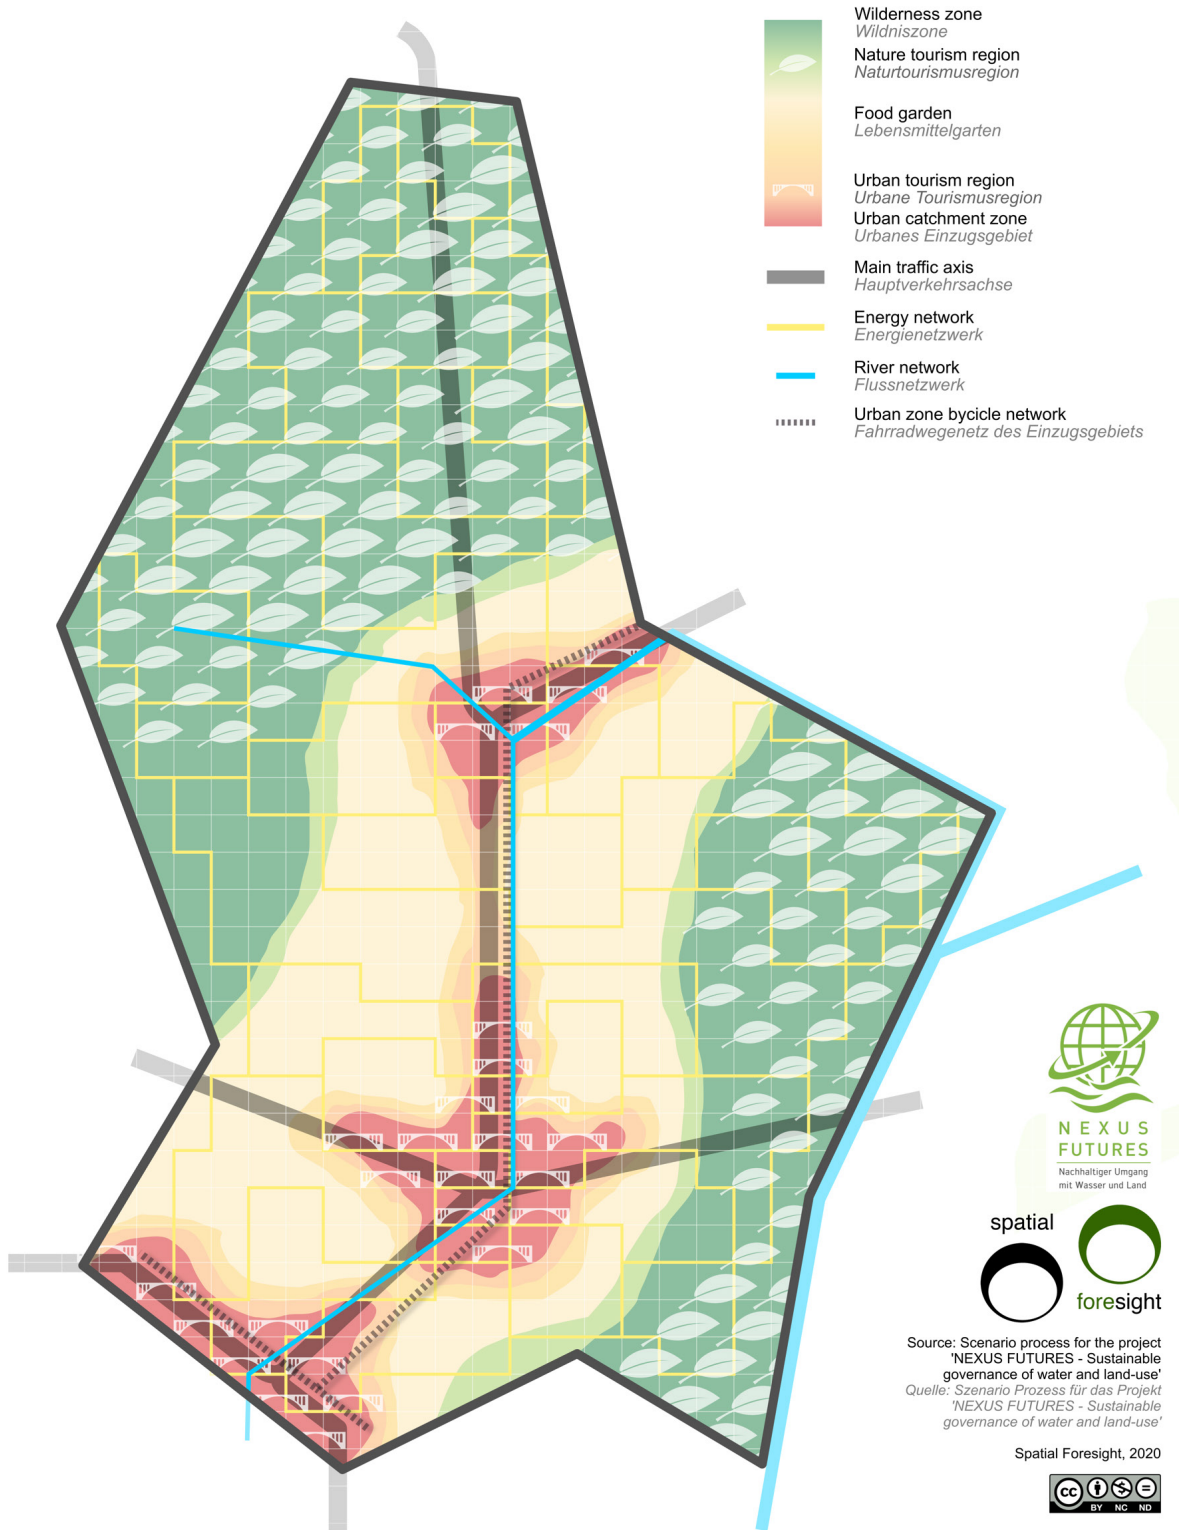 Wilderness zone
Wildniszone
Nature tourism region
Naturtourismusregion
Food garden
Lebensmittelgarten
Urban tourism region
Urbane Tourismusregion
Urban catchment zone
Urbanes Einzugsgebiet
Main traffic axis
Hauptverkehrsachse
Energy network
Energienetzwerk
River network
Flussnetzwerk
Urban zone bycicle network
Fahrradwegenetz des Einzugsgebiets
NEXUS
FUTURES
Nachhaltiger Umgang
mit Wasser und Land
spatial
foresight
Source: Scenario process for the project
'NEXUS FUTURES - Sustainable
governance of water and land-use'
Quelle: Szenario Prozess für das Projekt
'NEXUS FUTURES - Sustainable
governance of water and land-use'
Spatial Foresight, 2020
cc
BY NC ND